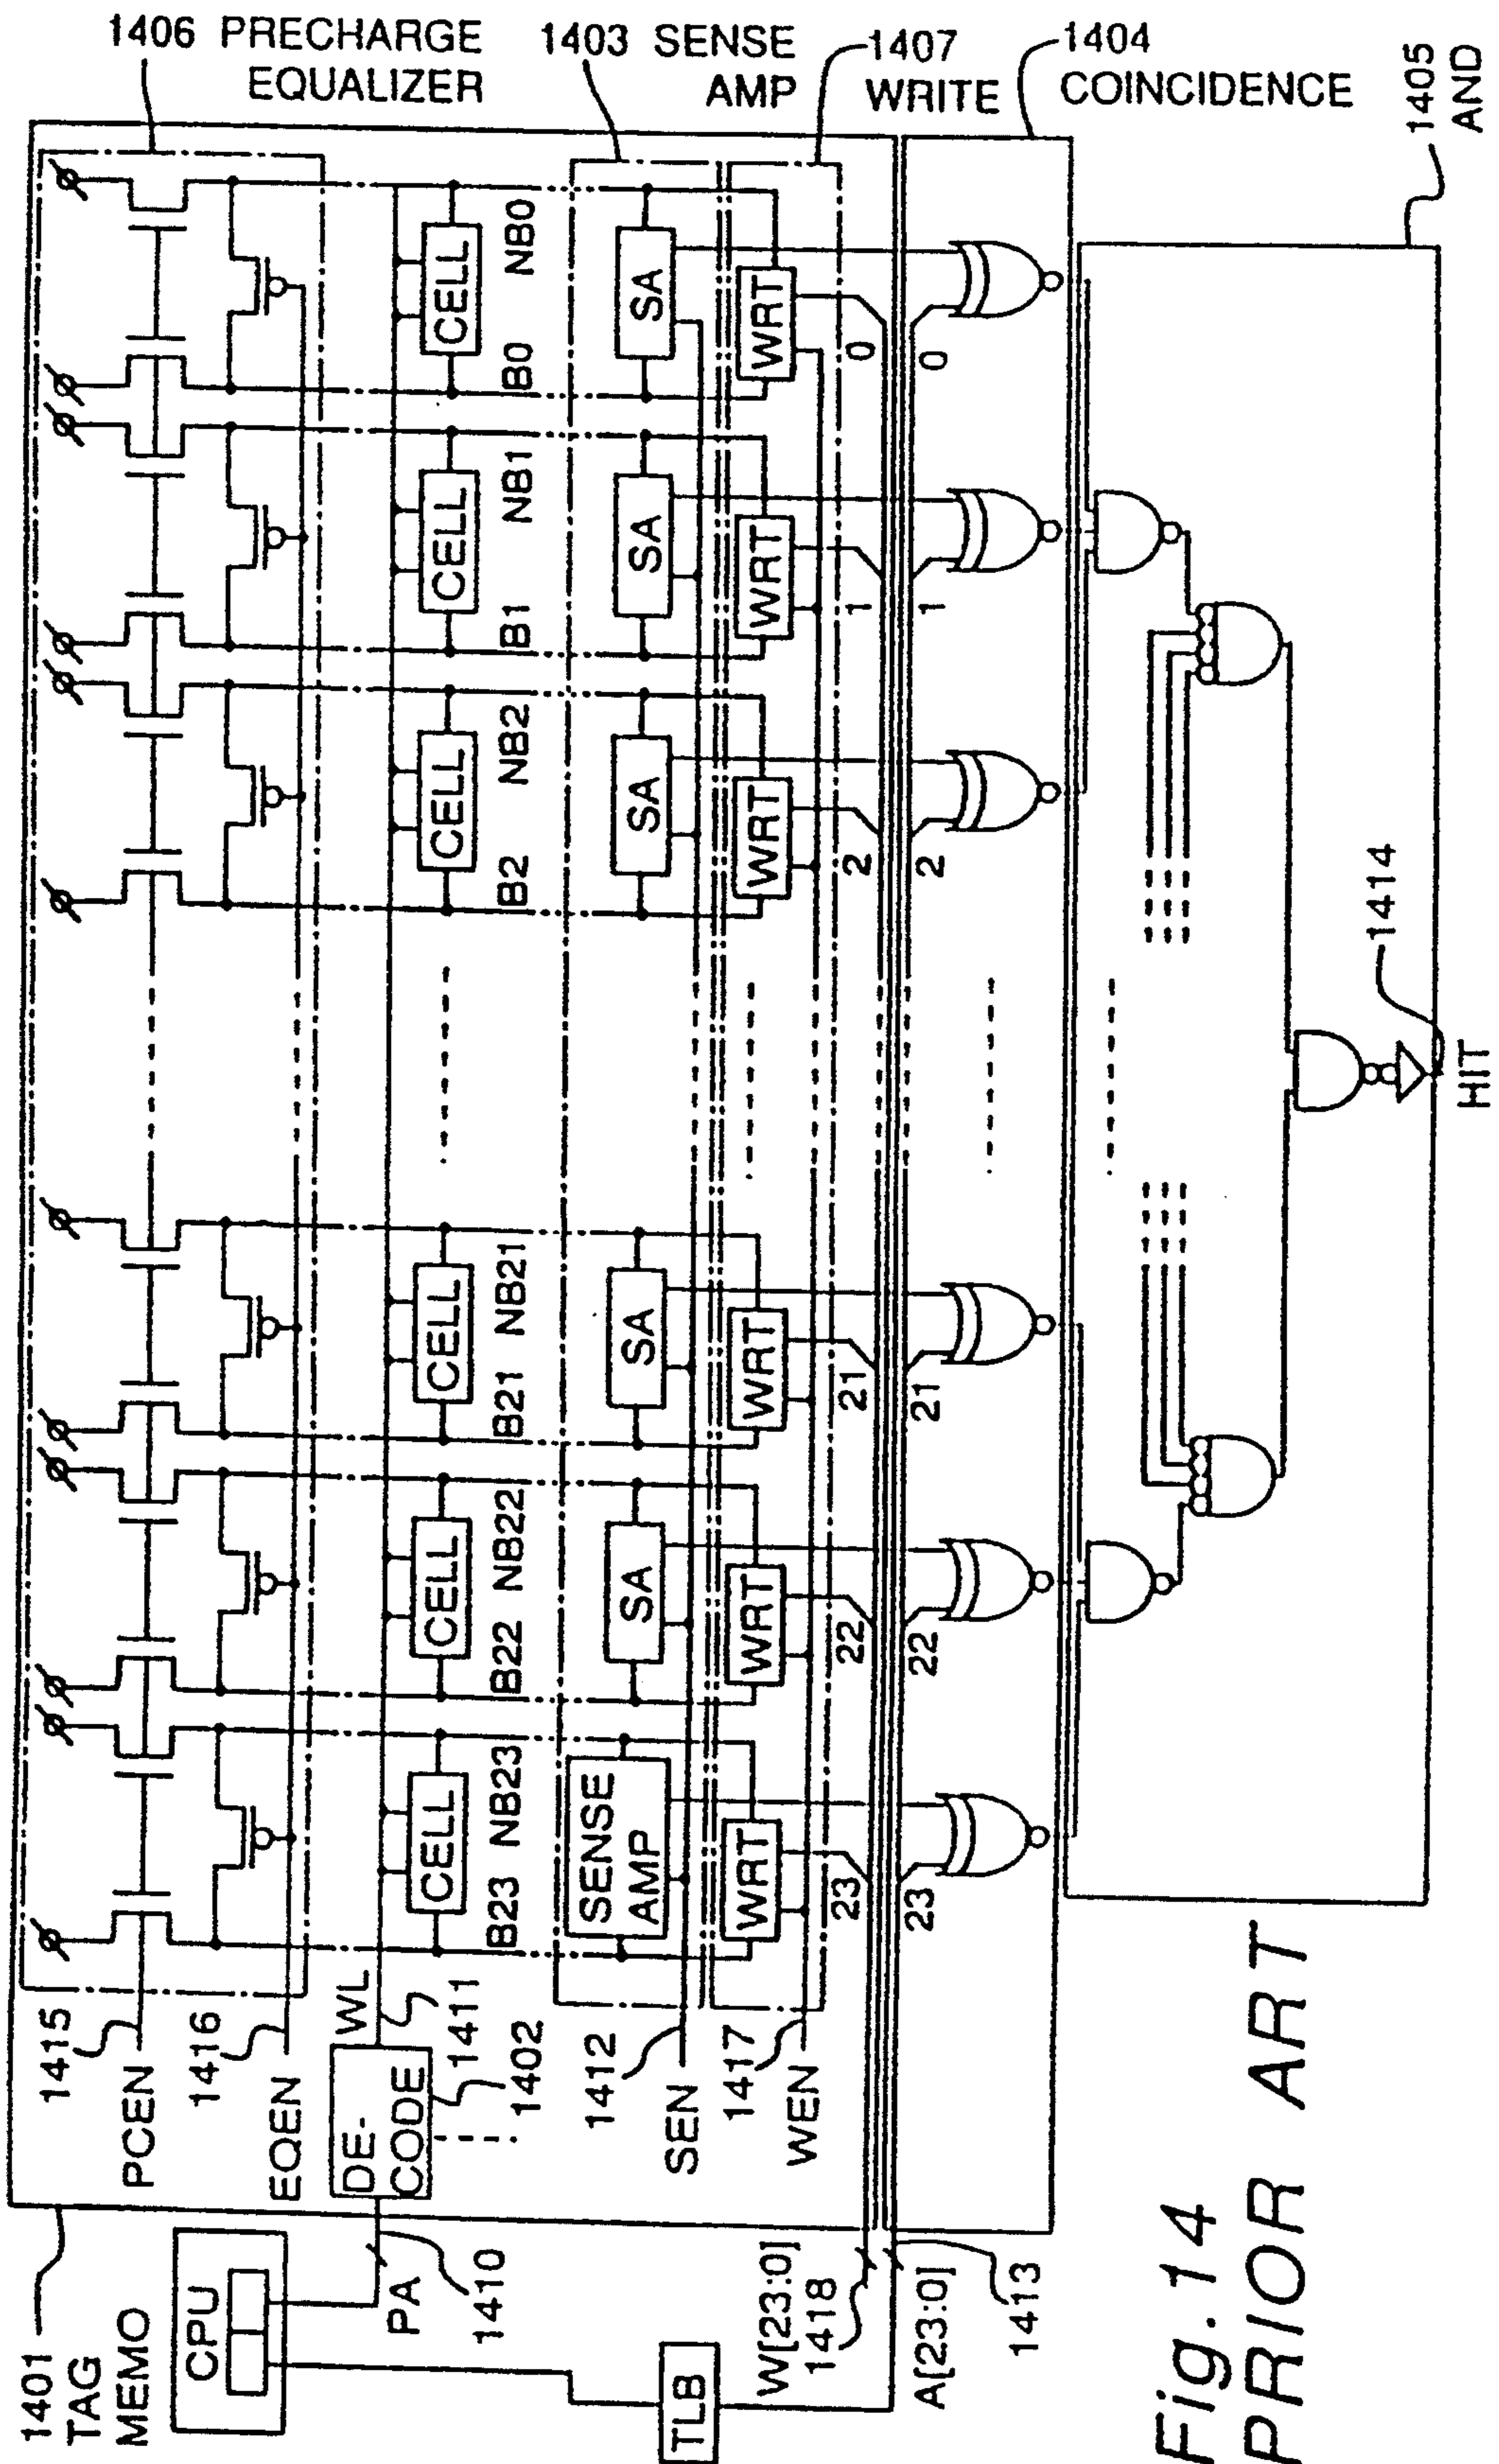 1406 PRECHARGE
EQUALIZER
1403 SENSE
AMP
1407
WRITE
1404
COINCIDENCE
1405
AND
1401
TAG
MEMO
CPU
PA
1410
TLB
W[23:0]
1418
A[23:0]
1413
1415
PCEN
1416
EQEN
DE-
CODE
WL
1411
1402
1412
SEN
1417
WEN
CELL
CELL
CELL
CELL
CELL
CELL
B23 NB23
B22 NB22
B21 NB21
B2 NB2
B1 NB1
B0 NB0
SENSE
AMP
SA
SA
SA
SA
SA
WRT
WRT
WRT
WRT
WRT
WRT
23
22
21
2
1
0
23
22
21
2
1
0
1414
HIT
Fig.14
PRIOR ART